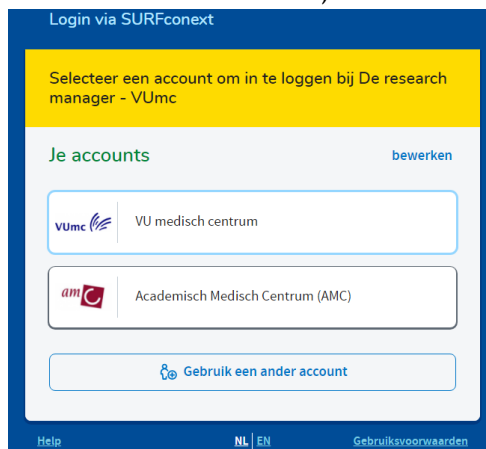 Login via SURFconext
Selecteer een account om in te loggen bij De research
manager - VUmc
Je accounts
bewerken
VUmc
VU medisch centrum
amC
Academisch Medisch Centrum (AMC)
Gebruik een ander account
Help
NL | EN
Gebruiksvoorwaarden